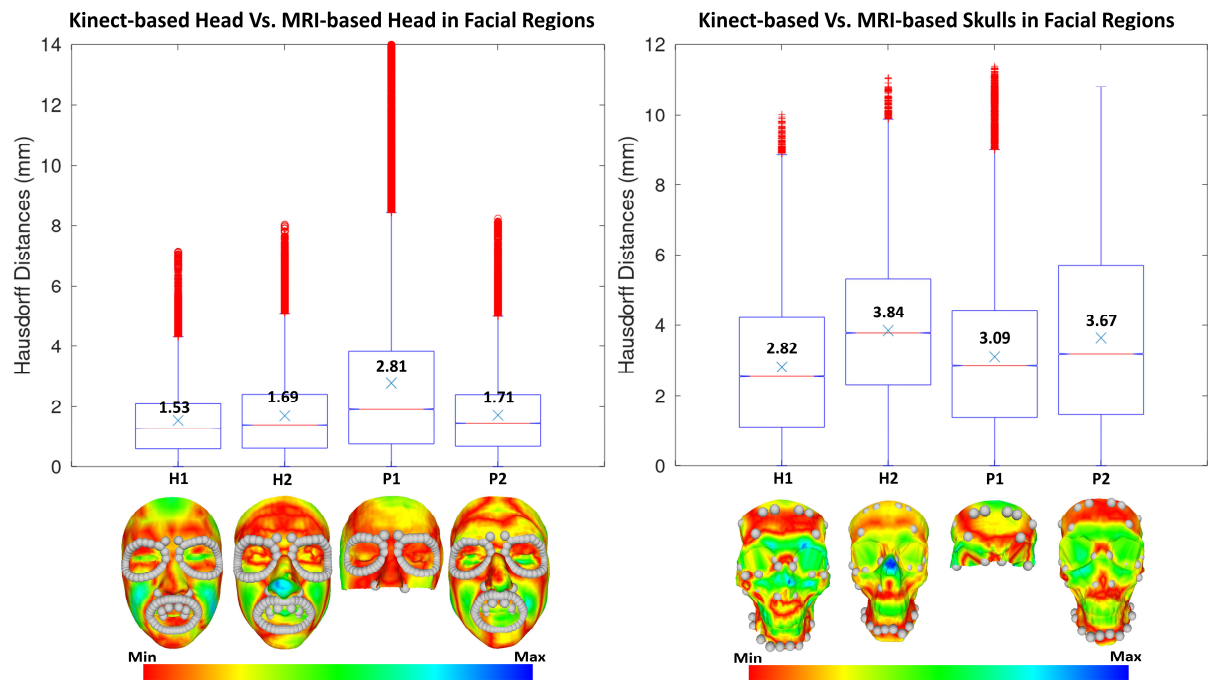 Kinect-based Head Vs. MRI-based Head in Facial Regions
Hausdorff Distances (mm)
14
12
10
8
6
4
2
0
1.53
1.69
2.81
1.71
H1
H2
P1
P2
Min
Max
Kinect-based Vs. MRI-based Skulls in Facial Regions
Hausdorff Distances (mm)
12
10
8
6
4
2
0
2.82
3.84
3.09
3.67
H1
H2
P1
P2
Min
Max